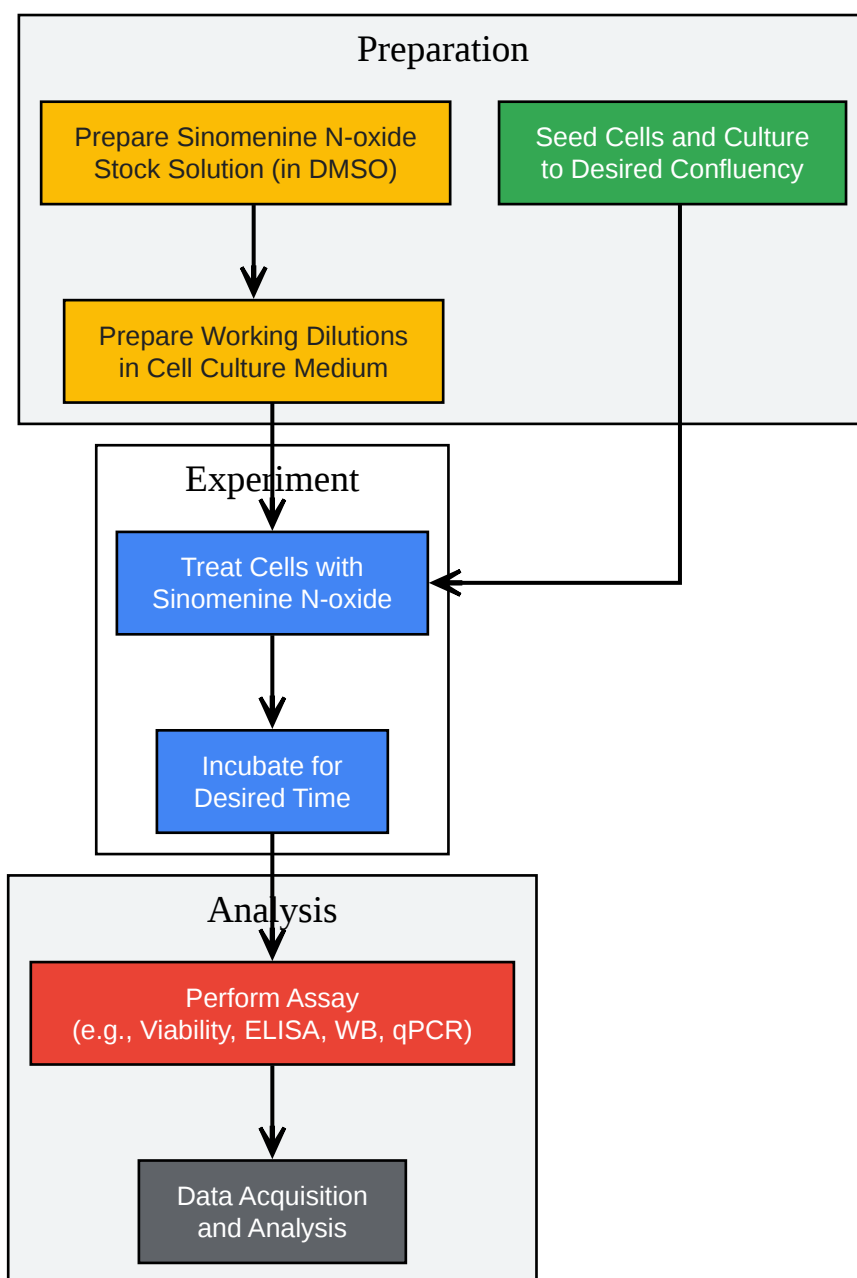 Preparation
Prepare Sinomenine N-oxide
Stock Solution (in DMSO)
Seed Cells and Culture
to Desired Confluency
Prepare Working Dilutions
in Cell Culture Medium
Experiment
Treat Cells with
Sinomenine N-oxide
Incubate for
Desired Time
Analysis
Perform Assay
(e.g., Viability, ELISA, WB, qPCR)
Data Acquisition
and Analysis